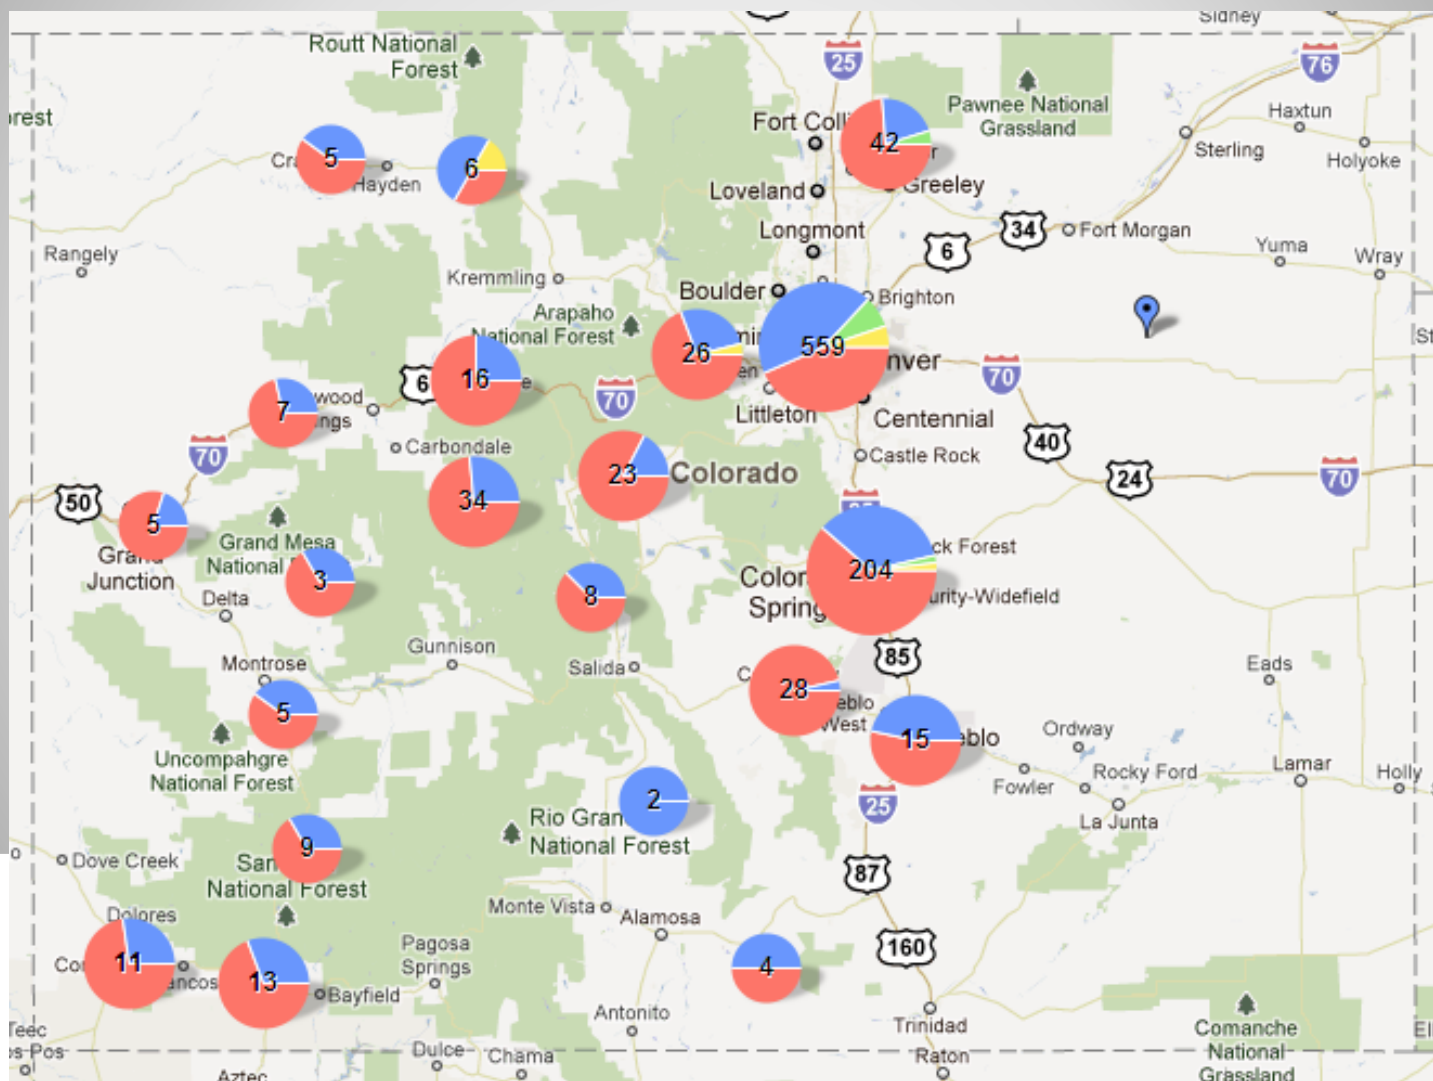 Sidney
Routt National
Forest
25
76
Pawnee National
Grassland
Haxtun
Fort Colli
42
Sterling
Holyoke
5
Hayden
6
Loveland
Greeley
Longmont
34
Fort Morgan
6
Rangely
Yuma
Wray
Kremmling
Boulder
Brighton
Arapaho
National Forest
26
559
16
6
70
nver
70
7
wood
ngs
Littleton
Centennial
70
Carbondale
Castle Rock
40
50
34
23
Colorado
24
70
5
Grand Mesa
National
Grand
Junction
3
8
Color
Spring
204
ck Forest
urity-Widefield
Delta
Gunnison
Montrose
Salida
85
Eads
28
eblo
West
5
15
eblo
Ordway
Uncompahgre
National Forest
2
25
Fowler
Rocky Ford
Lamar
Holly
La Junta
Rio Gran
National Forest
9
Dove Creek
San
National Forest
87
Monte Vista
Alamosa
Dolores
11
13
ancos
Bayfield
Pagosa
Springs
4
160
Antonito
Trinidad
Comanche
National
Grassland
Teec
os Pos
Dulce
Chama
Raton
Aztec